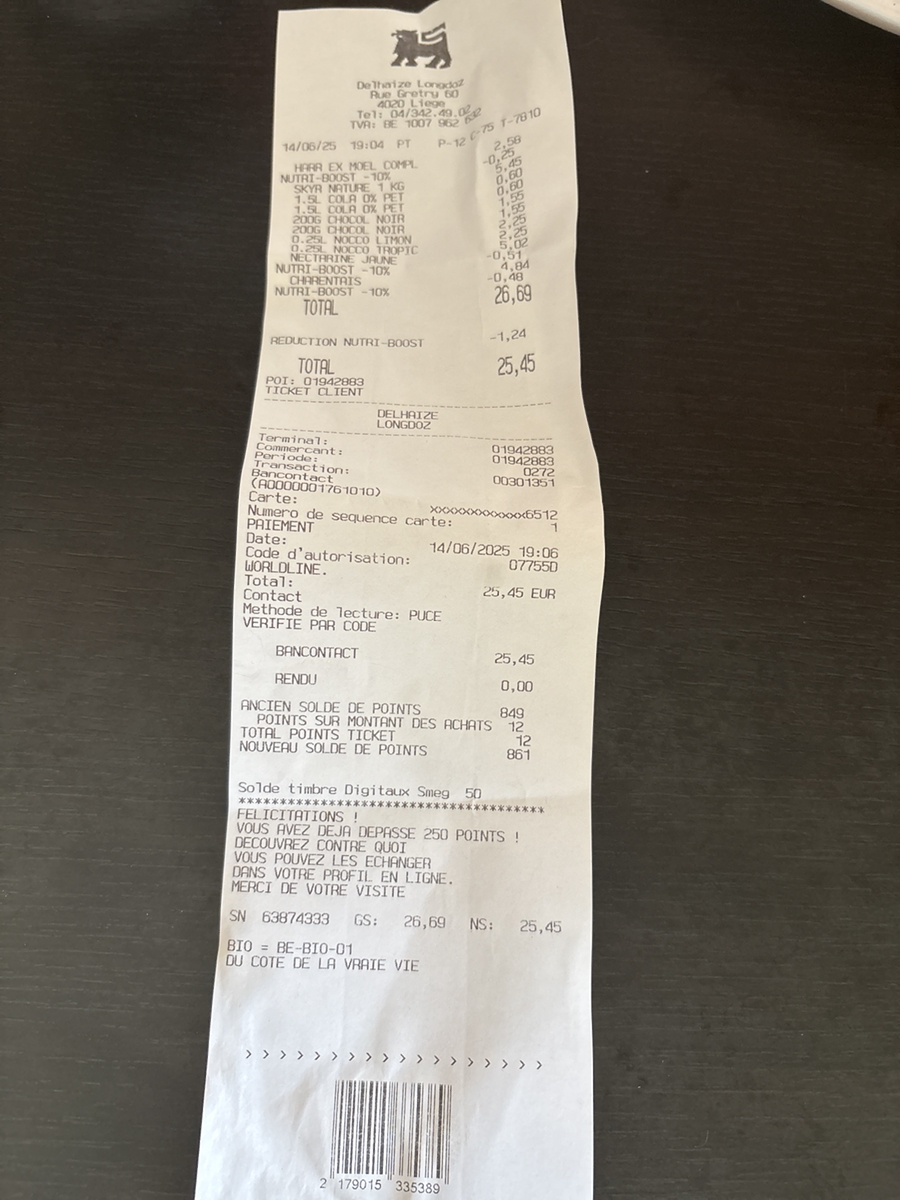 Delhaize Longdoz
Rue Gretry 60
4020 Liege
Tel: 04/342.49.02
TVA: BE 1007 962 632
14/06/25 19:04 PT P-12 C-75 T-7810
HARR EX MOEL COMPL 2,58
NUTRI-BOOST -10% -0,25
SKYR NATURE 1 KG 5,45
1.5L COLA 0% PET 0,60
1.5L COLA 0% PET 0,60
200G CHOCOL NOIR 1,55
200G CHOCOL NOIR 1,55
0.25L NOCCO LIMON 2,25
0.25L NOCCO TROPIC 2,25
NECTARINE JAUNE 5,02
NUTRI-BOOST -10% -0,51
CHARENTAIS 4,84
NUTRI-BOOST -10% -0,48
TOTAL 26,69
REDUCTION NUTRI-BOOST -1,24
TOTAL 25,45
POI: 01942883
TICKET CLIENT
DELHAIZE
LONGDOZ
Terminal: 01942883
Commercant: 01942883
Periode: 0272
Transaction: 00301351
Bancontact
(A0000001761010)
Carte: xxxxxxxxxxxxx6512
Numero de sequence carte: 1
PAIEMENT
Date: 14/06/2025 19:06
Code d'autorisation: 07755D
WORLDLINE.
Total: 25,45 EUR
Contact
Methode de lecture: PUCE
VERIFIE PAR CODE
BANCONTACT 25,45
RENDU 0,00
ANCIEN SOLDE DE POINTS 849
POINTS SUR MONTANT DES ACHATS 12
TOTAL POINTS TICKET 12
NOUVEAU SOLDE DE POINTS 861
Solde timbre Digitaux Smeg 50
***********************************
FELICITATIONS !
VOUS AVEZ DEJA DEPASSE 250 POINTS !
DECOUVREZ CONTRE QUOI
VOUS POUVEZ LES ECHANGER
DANS VOTRE PROFIL EN LIGNE.
MERCI DE VOTRE VISITE
SN 63874333 GS: 26,69 NS: 25,45
BIO = BE-BIO-01
DU COTE DE LA VRAIE VIE
> > > > > > > > > > > > > > > > > >
2 179015 335389